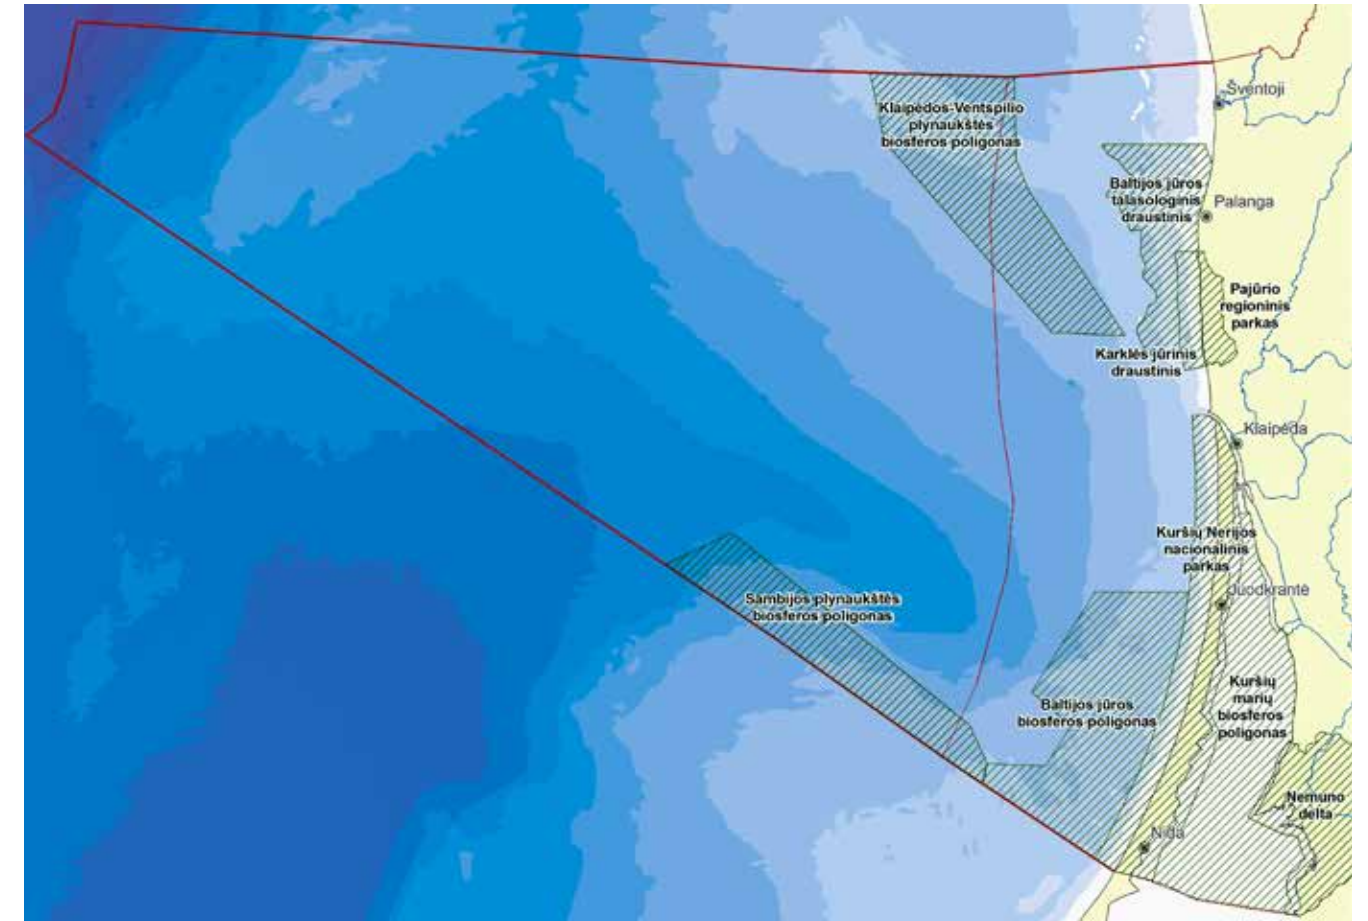 Šventoji
Klaipėdos-Ventspilio
plynaukštės
biosferos poligonas
Baltijos jūros
talasologinis
draustinis
Palanga
Pajūrio
regioninis
parkas
Karklės jūrinis
draustinis
Klaipėda
Kuršių Nerijos
nacionalinis
parkas
Juodkrantė
Sambijos plynaukštės
biosferos poligonas
Baltijos jūros
biosferos poligonas
Kuršių
marių
biosferos
poligonas
Nemuno
delta
Nida